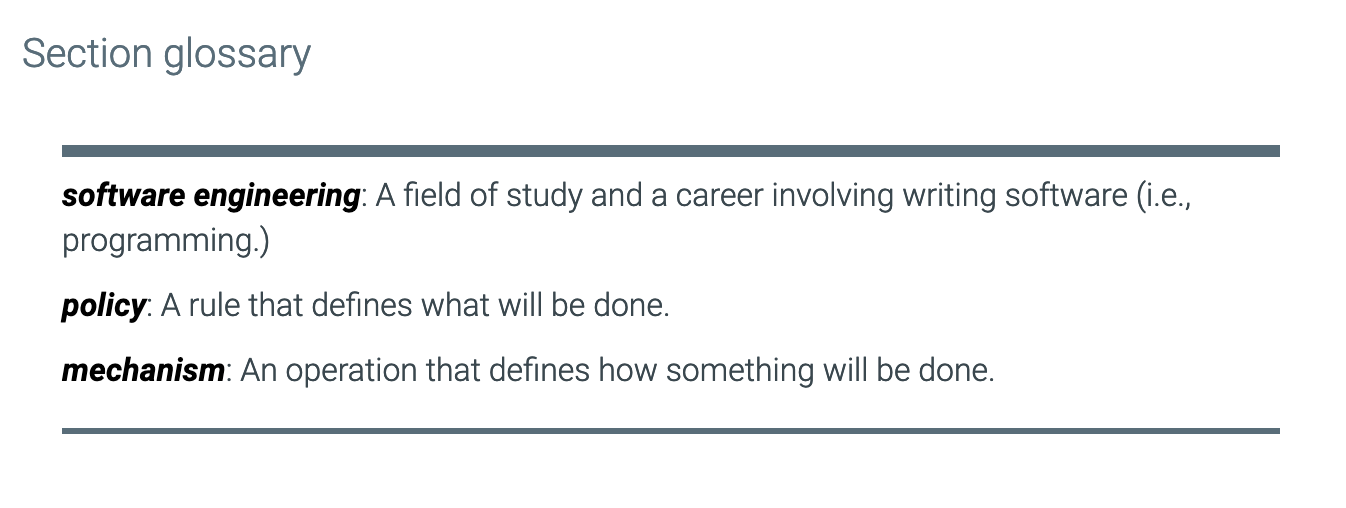 Section glossary
software engineering: A field of study and a career involving writing software (i.e.,
programming.)
policy: A rule that defines what will be done.
mechanism: An operation that defines how something will be done.